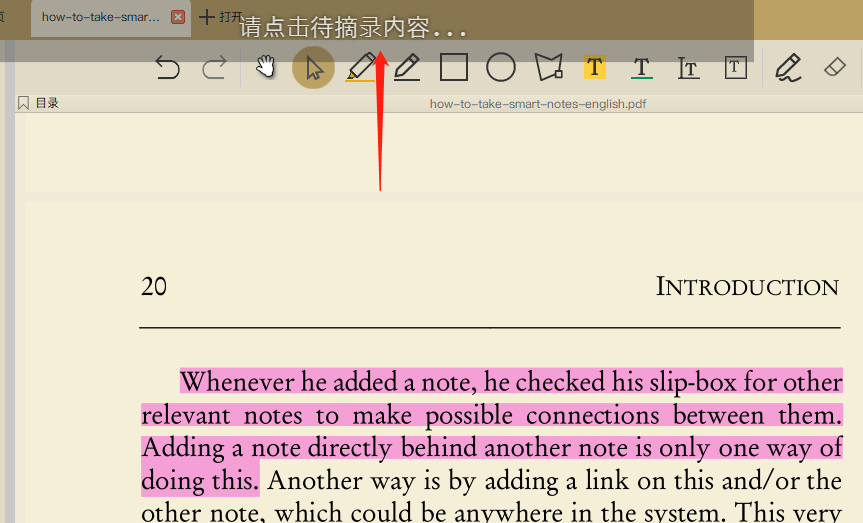 页
how-to-take-smar...
打开
请点击待摘录内容...
T
T
T
T
目录
how-to-take-smart-notes-english.pdf
20
INTRODUCTION
Whenever he added a note, he checked his slip-box for other
relevant notes to make possible connections between them.
Adding a note directly behind another note is only one way of
doing this. Another way is by adding a link on this and/or the
other note, which could be anywhere in the system. This very